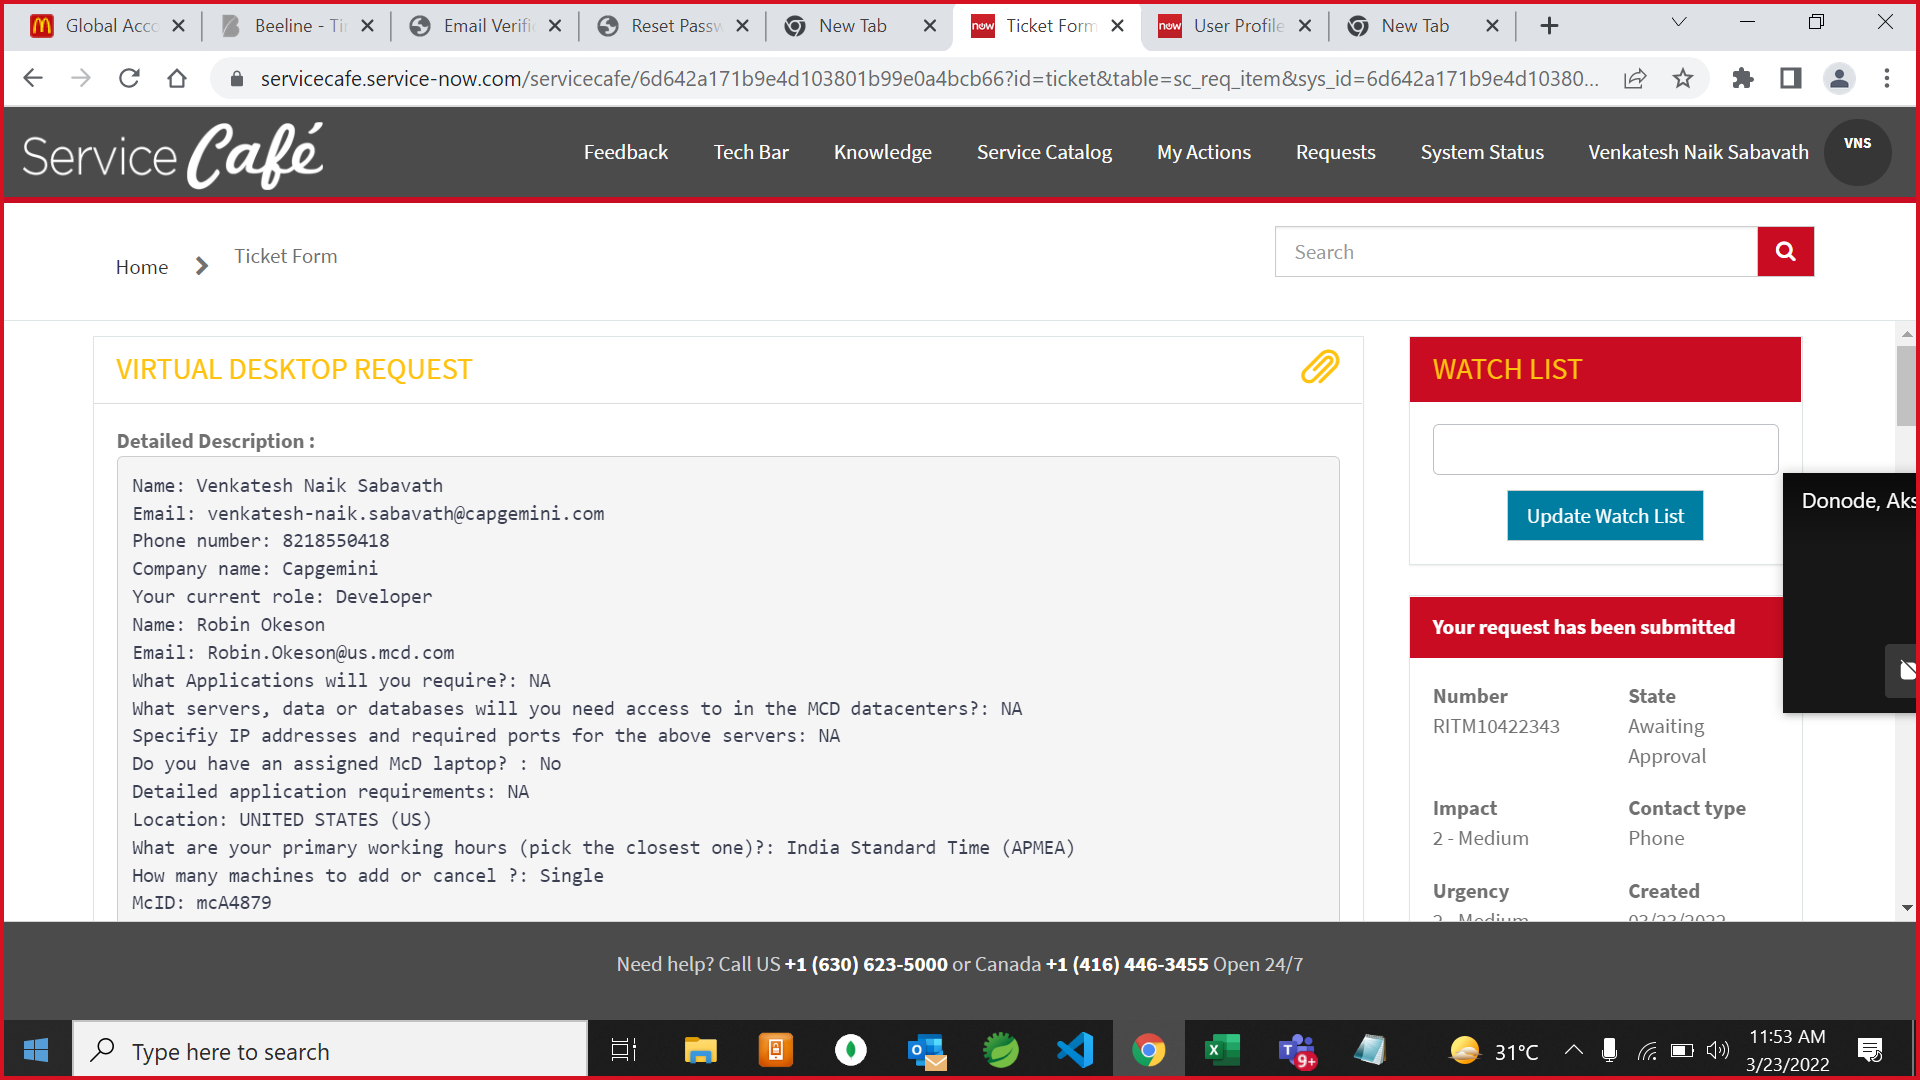 Global Acco
Beeline - Tir
Email Verific
Reset Passw
New Tab
now
Ticket Form
now
User Profile
New Tab
servicecafe.service-now.com/servicecafe/6d642a171b9e4d103801b99e0a4bcb66?id=ticket&table=sc_req_item&sys_id=6d642a171b9e4d10380...
Service Café
Feedback
Tech Bar
Knowledge
Service Catalog
My Actions
Requests
System Status
Venkatesh Naik Sabavath
VNS
Home
Ticket Form
Search
VIRTUAL DESKTOP REQUEST
Detailed Description :
Name: Venkatesh Naik Sabavath
Email: venkatesh-naik.sabavath@capgemini.com
Phone number: 8218550418
Company name: Capgemini
Your current role: Developer
Name: Robin Okeson
Email: Robin.Okeson@us.mcd.com
What Applications will you require?: NA
What servers, data or databases will you need access to in the MCD datacenters?: NA
Specifiy IP addresses and required ports for the above servers: NA
Do you have an assigned McD laptop? : No
Detailed application requirements: NA
Location: UNITED STATES (US)
What are your primary working hours (pick the closest one)?: India Standard Time (APMEA)
How many machines to add or cancel ?: Single
McID: mcA4879
WATCH LIST
Update Watch List
Donode, Aks
Your request has been submitted
Number
RITM10422343
State
Awaiting
Approval
Impact
2 - Medium
Contact type
Phone
Urgency
2 - Medium
Created
03/23/2022
Need help? Call US +1 (630) 623-5000 or Canada +1 (416) 446-3455 Open 24/7
Type here to search
9+
31°C
11:53 AM
3/23/2022